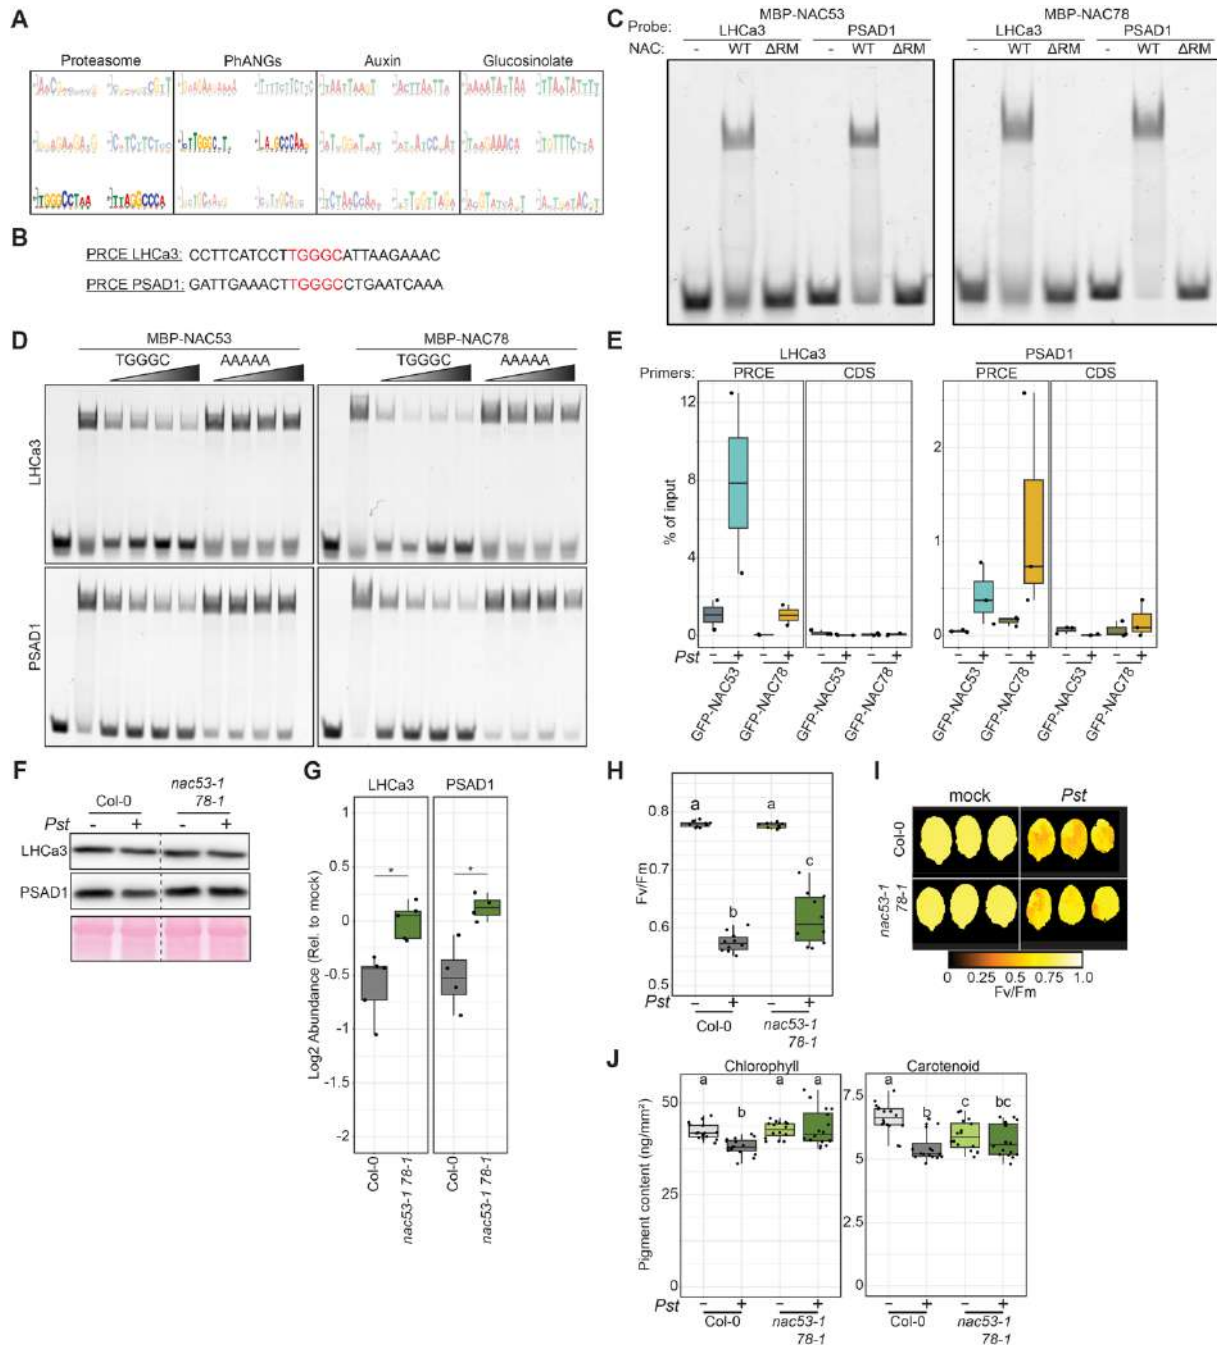 A
Proteasome PhANGs Auxin Glucosinolate
B
PRCE LHCa3: CCTTCATCCTTGGGCATTAAGAAAC
PRCE PSAD1: GATTGAAACTTGGGCCTGAATCAAA
C
MBP-NAC53 MBP-NAC78
Probe: LHCa3 PSAD1 LHCa3 PSAD1
NAC: - WT ΔRM - WT ΔRM - WT ΔRM - WT ΔRM
D
MBP-NAC53 MBP-NAC78
TGGGC AAAAA TGGGC AAAAA
LHCa3
PSAD1
E
LHCa3 PSAD1
Primers: PRCE CDS PRCE CDS
% of input
12
8
4
0
2
1
0
Pst - + - + - + - + - + - + - + - +
GFP-NAC53 GFP-NAC78 GFP-NAC53 GFP-NAC78 GFP-NAC53 GFP-NAC78 GFP-NAC53 GFP-NAC78
F
Col-0 nac53-1 78-1
Pst - + - +
LHCa3
PSAD1
G
LHCa3 PSAD1
Log2 Abundance (Rel. to mock)
1
0.5
0
-0.5
-1
-1.5
-2
* *
Col-0 nac53-1 78-1 Col-0 nac53-1 78-1
H
Fv/Fm
0.8
0.7
0.6
0.5
a b a c
Pst - + - +
Col-0 nac53-1 78-1
I
mock Pst
Col-0
nac53-1 78-1
0 0.25 0.5 0.75 1.0
Fv/Fm
J
Chlorophyll Carotenoid
Pigment content (ng/mm²)
50
25
0
7.5
5
2.5
0
a b a a a b c bc
Pst - + - + - + - +
Col-0 nac53-1 78-1 Col-0 nac53-1 78-1